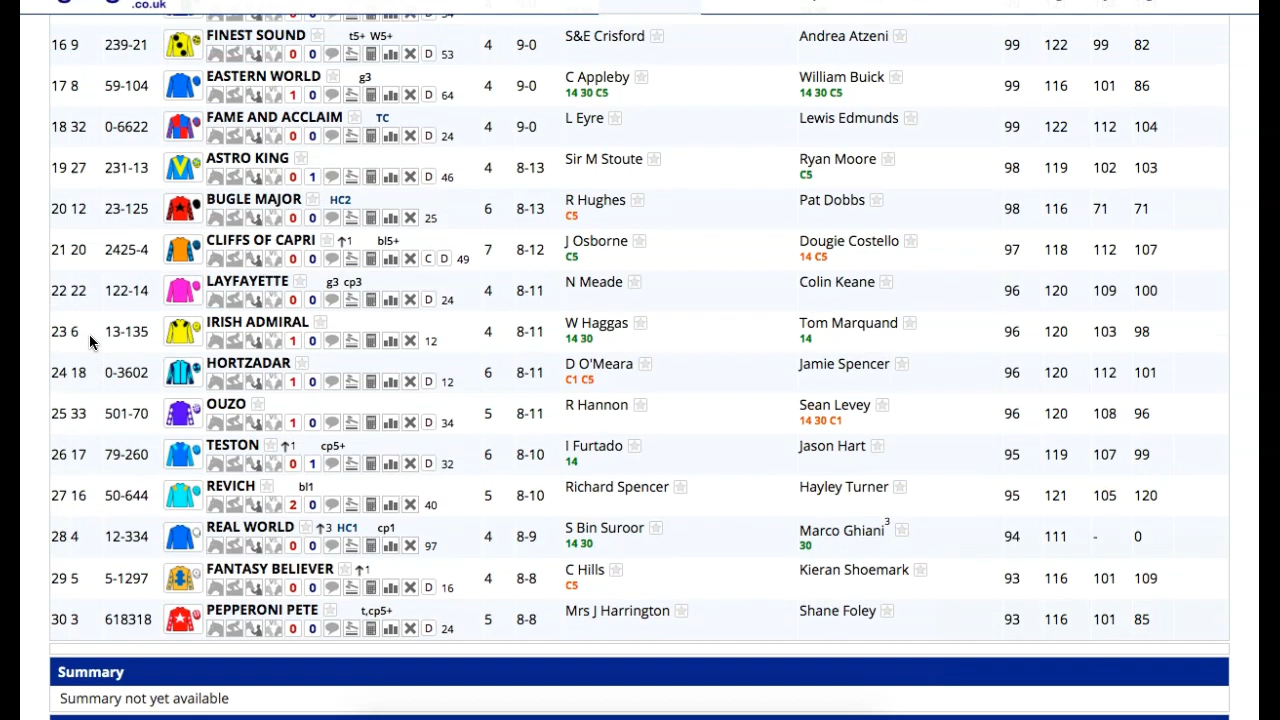 .co.uk
16 9 239-21 FINEST SOUND t5+ W5+ 0 0 D 53 4 9-0 S&E Crisford Andrea Atzeni 99 122 99 82
17 8 59-104 EASTERN WORLD g3 1 0 D 64 4 9-0 C Appleby 14 30 C5 William Buick 14 30 C5 99 116 101 86
18 32 0-6622 FAME AND ACCLAIM TC 0 0 D 24 4 9-0 L Eyre Lewis Edmunds 99 122 112 104
19 27 231-13 ASTRO KING 0 1 D 46 4 8-13 Sir M Stoute Ryan Moore C5 98 119 102 103
20 12 23-125 BUGLE MAJOR HC2 0 0 25 6 8-13 R Hughes C5 Pat Dobbs 98 116 71 71
21 20 2425-4 CLIFFS OF CAPRI ↑1 bl5+ 0 0 C D 49 7 8-12 J Osborne C5 Dougie Costello 14 C5 97 118 112 107
22 22 122-14 LAYFAYETTE g3 cp3 0 0 D 24 4 8-11 N Meade Colin Keane 96 120 109 100
23 6 13-135 IRISH ADMIRAL 1 0 12 4 8-11 W Haggas 14 30 Tom Marquand 14 96 120 103 98
24 18 0-3602 HORTZADAR 1 0 D 12 6 8-11 D O'Meara C1 C5 Jamie Spencer 96 120 112 101
25 33 501-70 OUZO 1 0 D 34 5 8-11 R Hannon Sean Levey 14 30 C1 96 120 108 96
26 17 79-260 TESTON ↑1 cp5+ 0 1 D 32 6 8-10 I Furtado 14 Jason Hart 95 119 107 99
27 16 50-644 REVICH bl1 2 0 40 5 8-10 Richard Spencer Hayley Turner 95 121 105 120
28 4 12-334 REAL WORLD ↑3 HC1 cp1 0 0 97 4 8-9 S Bin Suroor 14 30 Marco Ghiani 3 30 94 111 - 0
29 5 5-1297 FANTASY BELIEVER ↑1 0 0 D 16 4 8-8 C Hills C5 Kieran Shoemark 93 116 101 109
30 3 618318 PEPPERONI PETE t,cp5+ 0 0 D 24 5 8-8 Mrs J Harrington Shane Foley 93 116 101 85
Summary
Summary not yet available